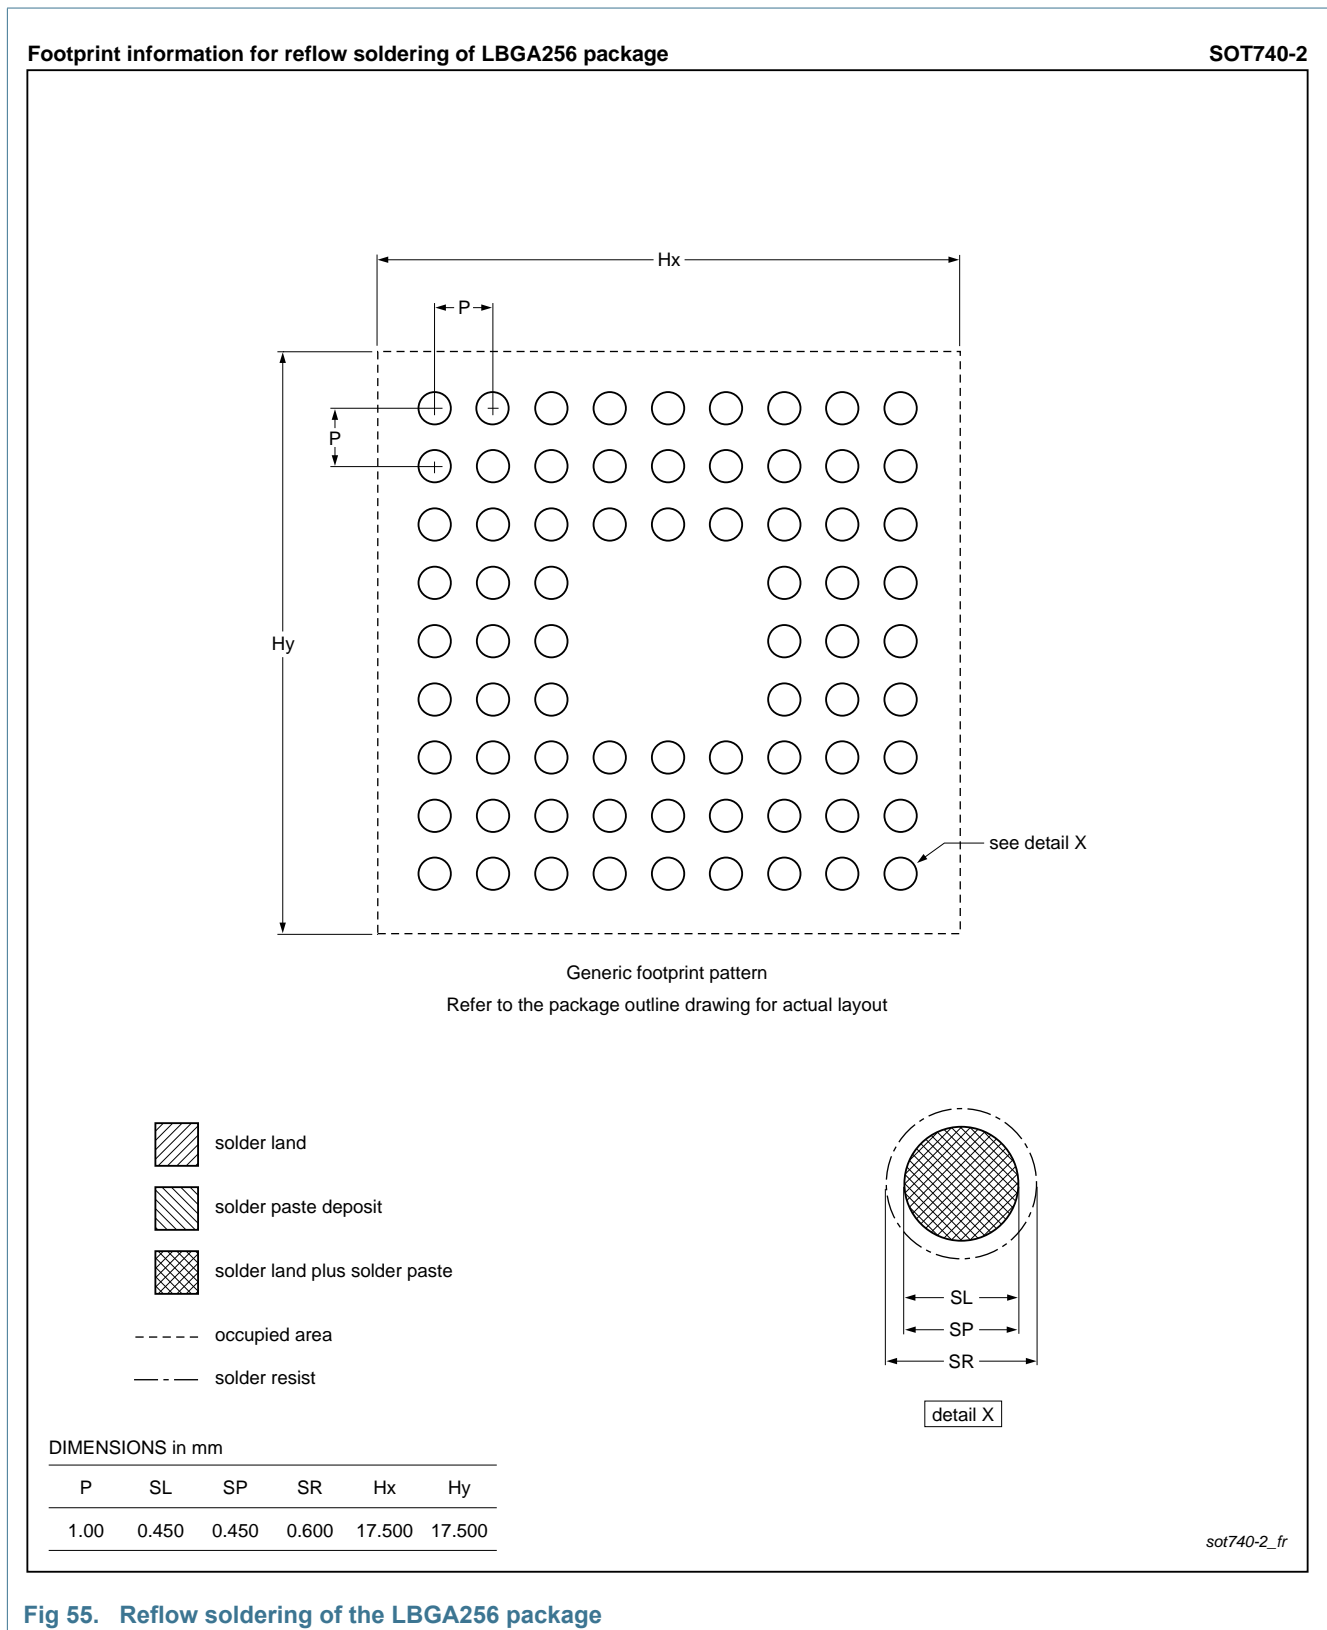 Footprint information for reflow soldering of LBGA256 package SOT740-2
Hx
P
P
Hy
see detail X
Generic footprint pattern
Refer to the package outline drawing for actual layout
solder land
solder paste deposit
solder land plus solder paste
occupied area
solder resist
SL
SP
SR
detail X
DIMENSIONS in mm
P SL SP SR Hx Hy
1.00 0.450 0.450 0.600 17.500 17.500
sot740-2_fr
Fig 55. Reflow soldering of the LBGA256 package